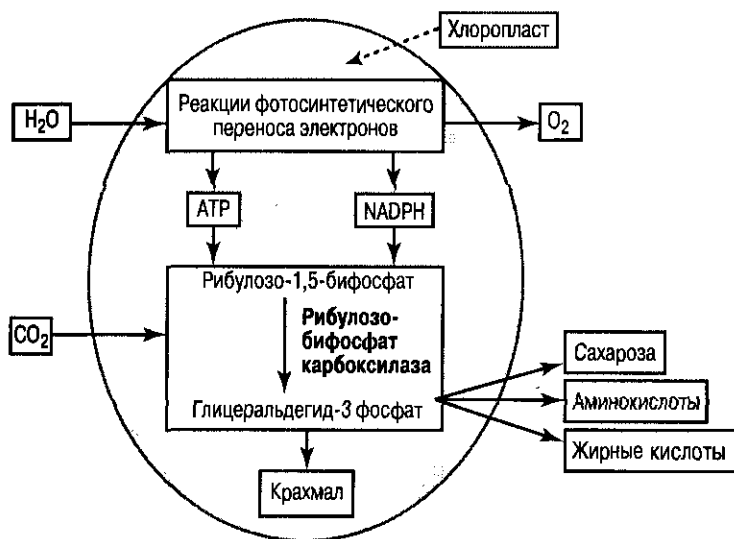 Хлоропласт
Реакции фотосинтетического
переноса электронов
H₂O
O₂
ATP
NADPH
Рибулозо-1,5-бифосфат
Рибулозо-
бифосфат
карбоксилаза
CO₂
Глицеральдегид-3 фосфат
Сахароза
Аминокислоты
Жирные кислоты
Крахмал